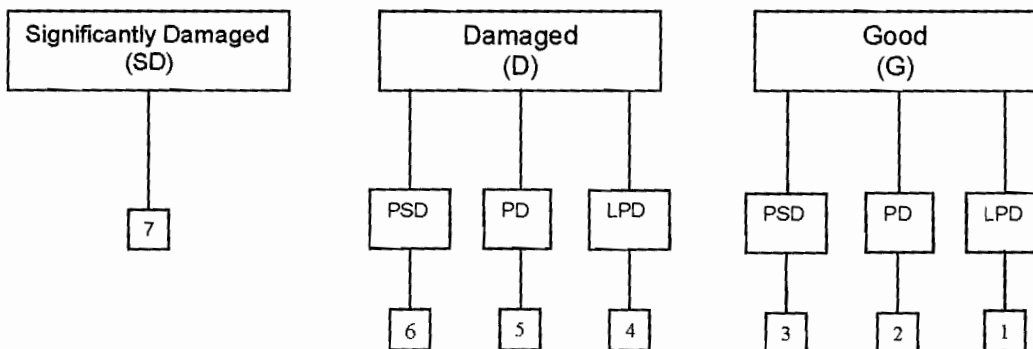 Significantly Damaged
(SD)
Damaged
(D)
Good
(G)
PSD
PD
LPD
PSD
PD
LPD
7
6
5
4
3
2
1